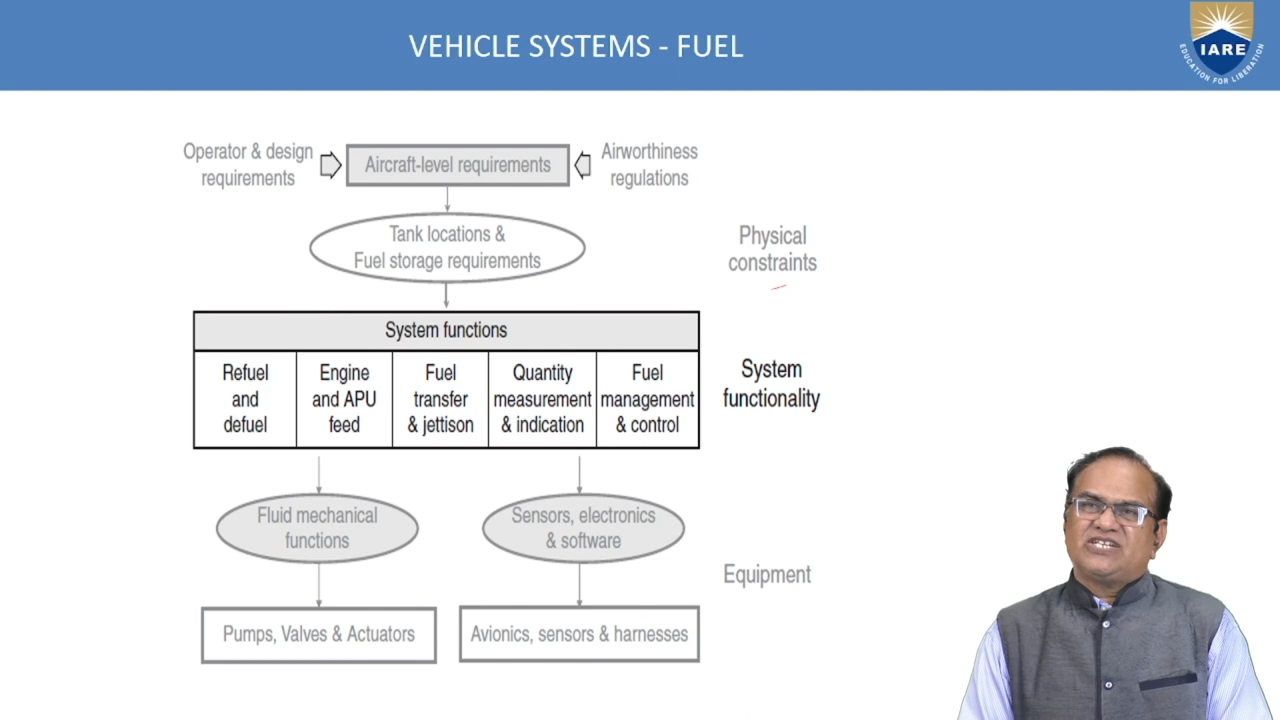 VEHICLE SYSTEMS - FUEL
IARE
EDUCATION FOR LIBERATION
Operator & design
requirements
Aircraft-level requirements
Airworthiness
regulations
Tank locations &
Fuel storage requirements
Physical
constraints
System functions
Refuel
and
defuel
Engine
and APU
feed
Fuel
transfer
& jettison
Quantity
measurement
& indication
Fuel
management
& control
System
functionality
Fluid mechanical
functions
Sensors, electronics
& software
Equipment
Pumps, Valves & Actuators
Avionics, sensors & harnesses